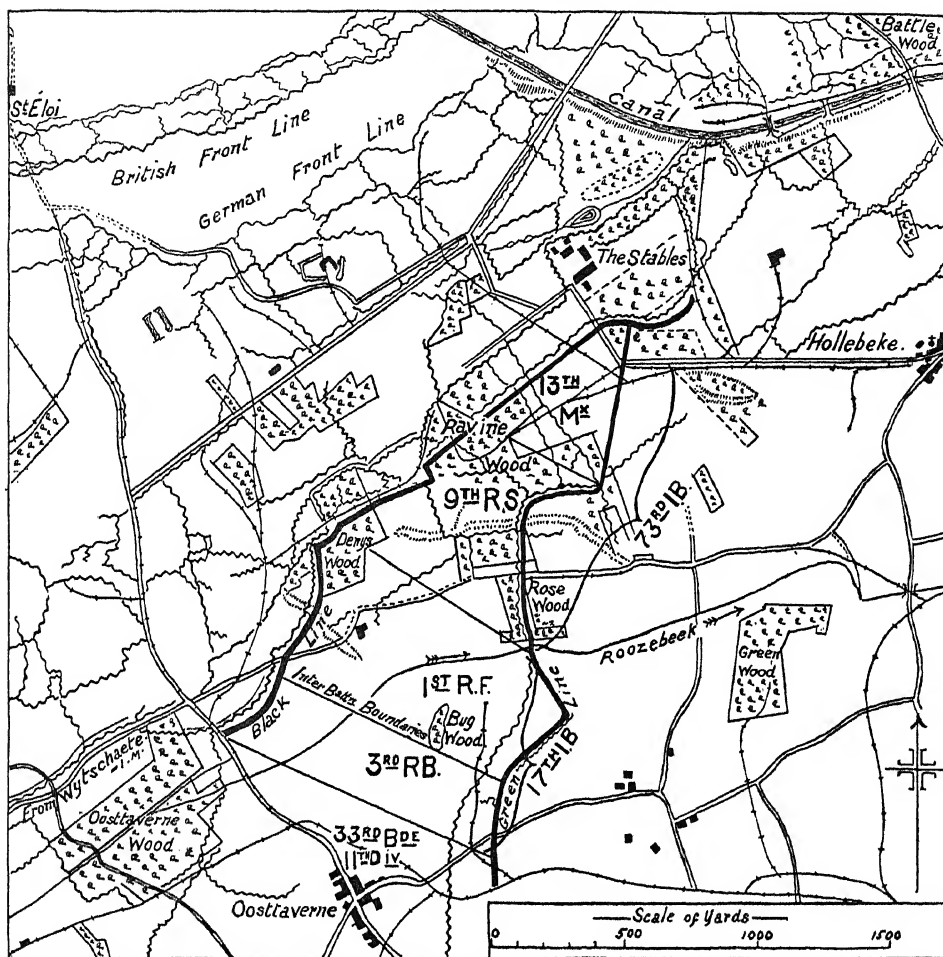 Battle
Wood
St Éloi
Canal
British Front Line
German Front Line
The Stables
Hollebeke.
13TH
Mx
Ravine
Wood
9TH R.S.
73RD I.B.
Denys
Wood
Rose
Wood
Roozebeek
Green
Wood
Line
Line
1ST R.F.
Inter Battn Boundaries
Bug
Wood
Black
3RD R.B.
Green
17TH I.B.
From Wytschaete
1 M.
Oosttaverne
Wood
33RD BDE
11TH Div.
Oosttaverne
Scale of Yards
0 500 1000 1500